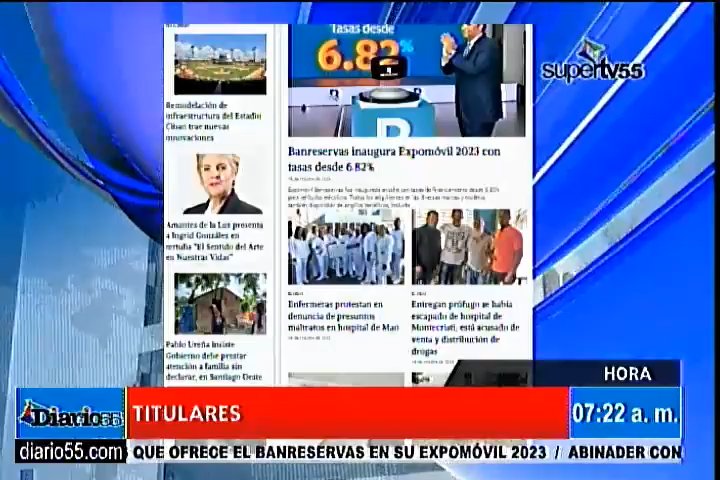 Tasas desde
6.82%
supertv55
Remodelación de
infraestructura del Estadio
Cibao trae nuevas
innovaciones
Banreservas inaugura Expomóvil 2023 con
tasas desde 6.82%
Amantes de la Luz presenta
a Ingrid González en
tertulia "El Sentido del Arte
en Nuestras Vidas"
Enfermeras protestan en
denuncia de presuntos
maltratos en hospital de Mao
Entregan prófugo se había
escapado de hospital de
Montecristi, está acusado de
venta y distribución de
drogas
Pablo Ureña insiste
Gobierno debe prestar
atención a familia sin
declarar, en Santiago Oeste
HORA
Diario55
TITULARES
07:22 a. m.
diario55.com
QUE OFRECE EL BANRESERVAS EN SU EXPOMÓVIL 2023 / ABINADER CON